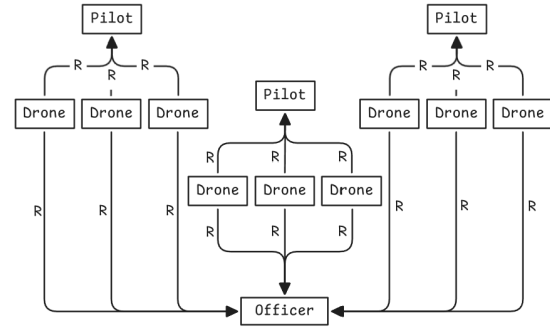 Pilot Pilot
R R R R R R
Pilot
Drone Drone Drone Drone Drone Drone
R R R
Drone Drone Drone
R R R R R R
R R R
Officer